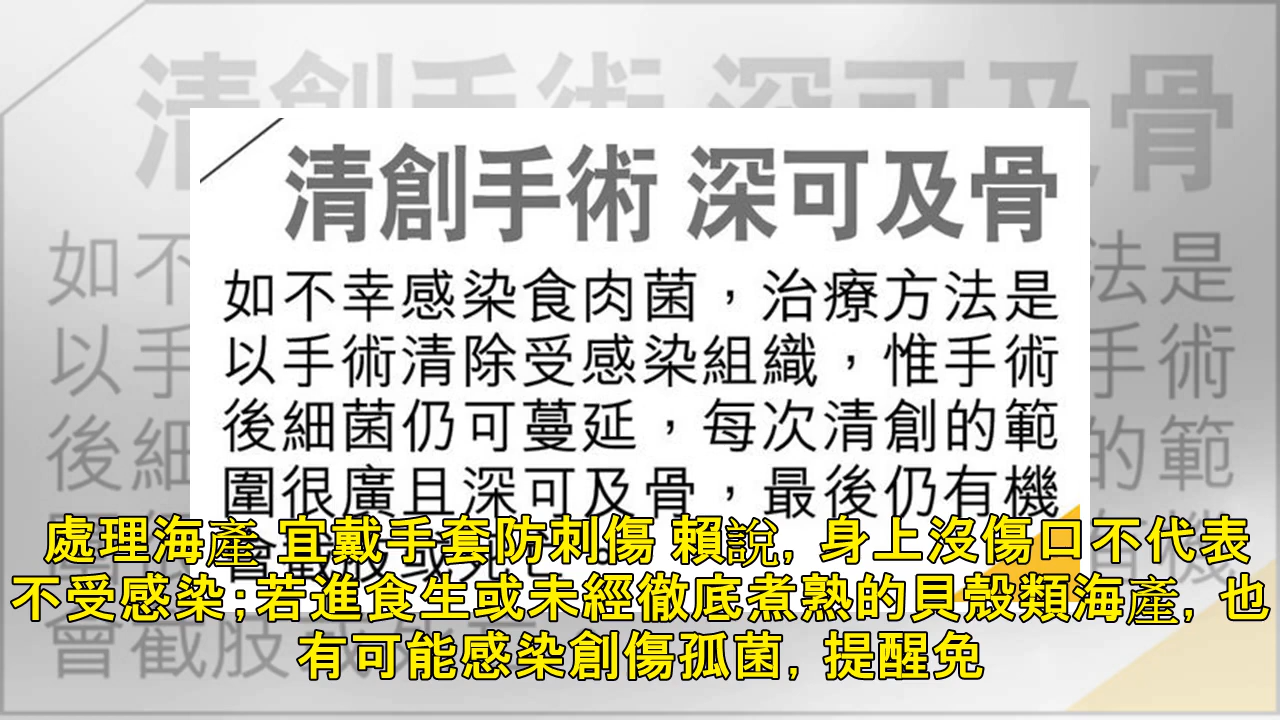 清創手術 深可及骨
如不幸感染食肉菌，治療方法是
以手術清除受感染組織，惟手術
後細菌仍可蔓延，每次清創的範
圍很廣且深可及骨，最後仍有機
會截肢或死亡。
處理海產 宜戴手套防刺傷 賴說, 身上沒傷口不代表
不受感染;若進食生或未經徹底煮熟的貝殼類海產, 也
有可能感染創傷孤菌, 提醒免